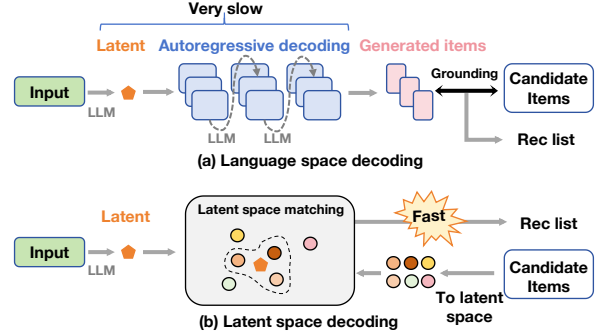 Very slow
Latent Autoregressive decoding Generated items
Input
LLM
LLM
LLM
Grounding
Candidate
Items
Rec list
(a) Language space decoding
Latent
Latent space matching
Fast
Rec list
Input
LLM
Candidate
Items
To latent
space
(b) Latent space decoding